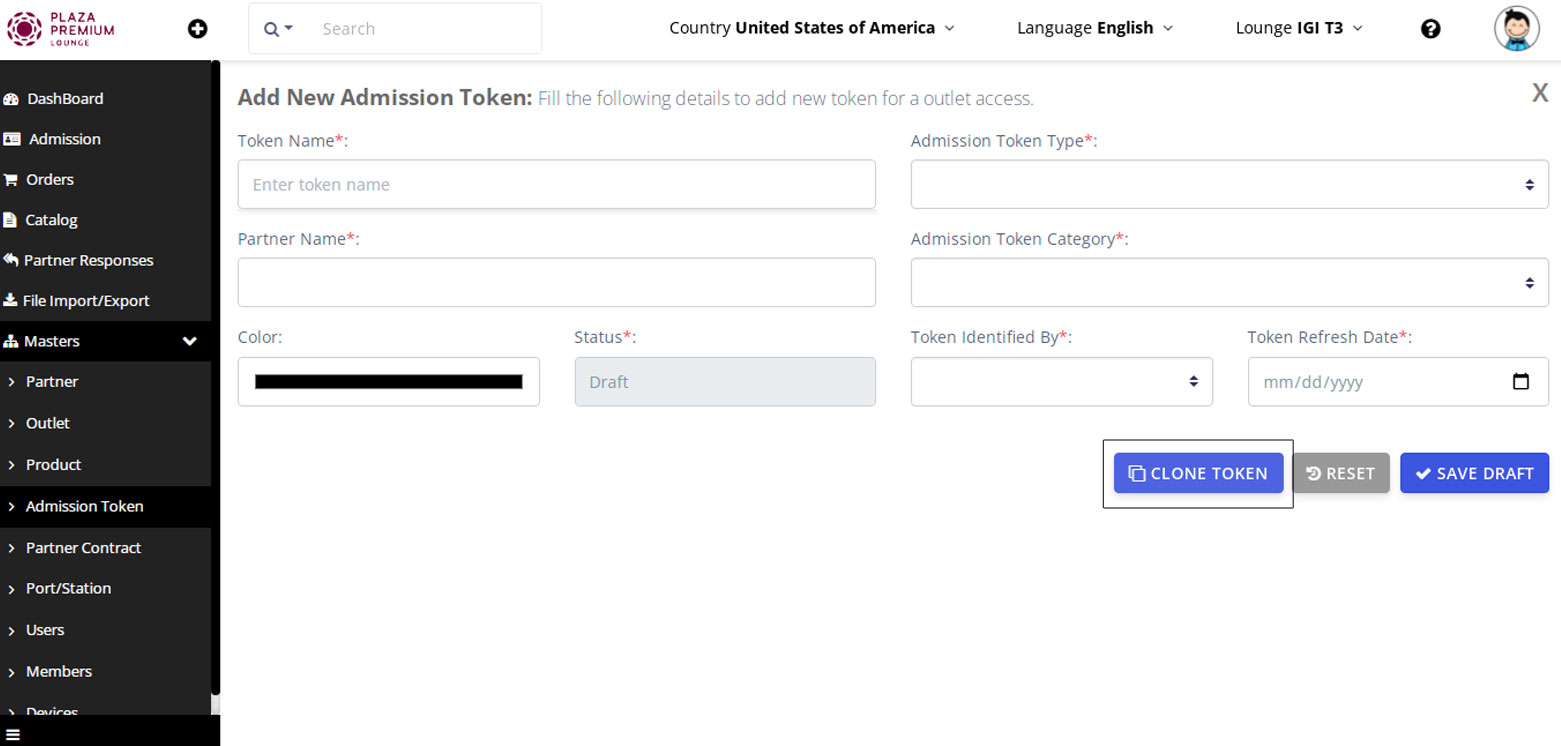 PLAZA
PREMIUM
LOUNGE
Search
Country United States of America
Language English
Lounge IGI T3
DashBoard
Admission
Orders
Catalog
Partner Responses
File Import/Export
Masters
Partner
Outlet
Product
Admission Token
Partner Contract
Port/Station
Users
Members
Devices
Add New Admission Token: Fill the following details to add new token for a outlet access.
X
Token Name*:
Enter token name
Admission Token Type*:
Partner Name*:
Admission Token Category*:
Color:
Status*:
Draft
Token Identified By*:
Token Refresh Date*:
mm/dd/yyyy
CLONE TOKEN
RESET
SAVE DRAFT